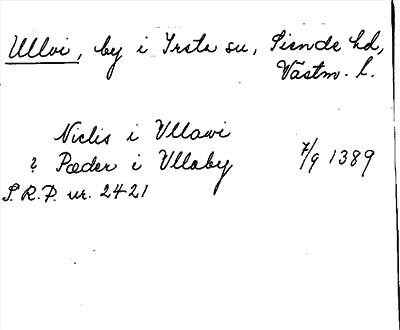 Ullvi, by i Irsta sn, Siende hd,
Västm. l.
Niclis i Vllawi
? Pæder i Vllaby 7/9 1389
S.R.P. nr. 2421